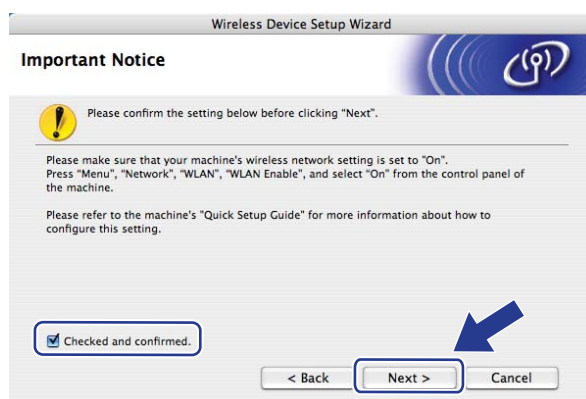 Wireless Device Setup Wizard
Important Notice
Please confirm the setting below before clicking "Next".
Please make sure that your machine's wireless network setting is set to "On".
Press "Menu", "Network", "WLAN", "WLAN Enable", and select "On" from the control panel of
the machine.
Please refer to the machine's "Quick Setup Guide" for more information about how to
configure this setting.
Checked and confirmed.
< Back
Next >
Cancel